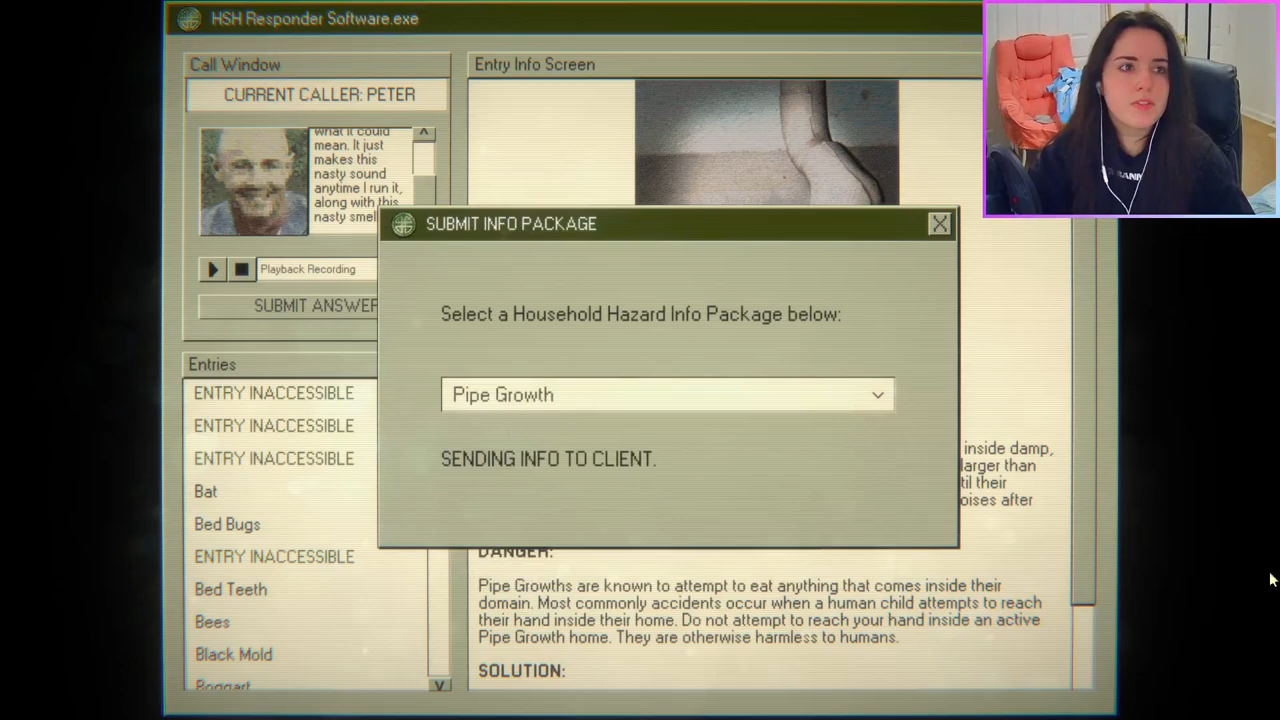 HSH Responder Software.exe
Call Window
CURRENT CALLER: PETER
what it could
mean. It just
makes this
nasty sound
anytime I run it,
along with this
nasty smel
Playback Recording
SUBMIT ANSWER
Entries
ENTRY INACCESSIBLE
ENTRY INACCESSIBLE
ENTRY INACCESSIBLE
Bat
Bed Bugs
ENTRY INACCESSIBLE
Bed Teeth
Bees
Black Mold
Boggart
Entry Info Screen
SUBMIT INFO PACKAGE
Select a Household Hazard Info Package below:
Pipe Growth
SENDING INFO TO CLIENT.
inside damp,
larger than
til their
oises after
DANGER:
Pipe Growths are known to attempt to eat anything that comes inside their
domain. Most commonly accidents occur when a human child attempts to reach
their hand inside their home. Do not attempt to reach your hand inside an active
Pipe Growth home. They are otherwise harmless to humans.
SOLUTION: